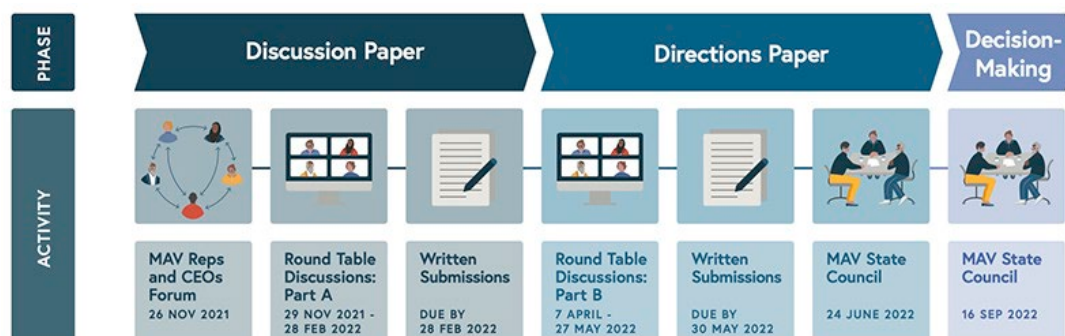 PHASE
Discussion Paper
Directions Paper
Decision-
Making
ACTIVITY
MAV Reps
and CEOs
Forum
26 NOV 2021
Round Table
Discussions:
Part A
29 NOV 2021 -
28 FEB 2022
Written
Submissions
DUE BY
28 FEB 2022
Round Table
Discussions:
Part B
7 APRIL -
27 MAY 2022
Written
Submissions
DUE BY
30 MAY 2022
MAV State
Council
24 JUNE 2022
MAV State
Council
16 SEP 2022